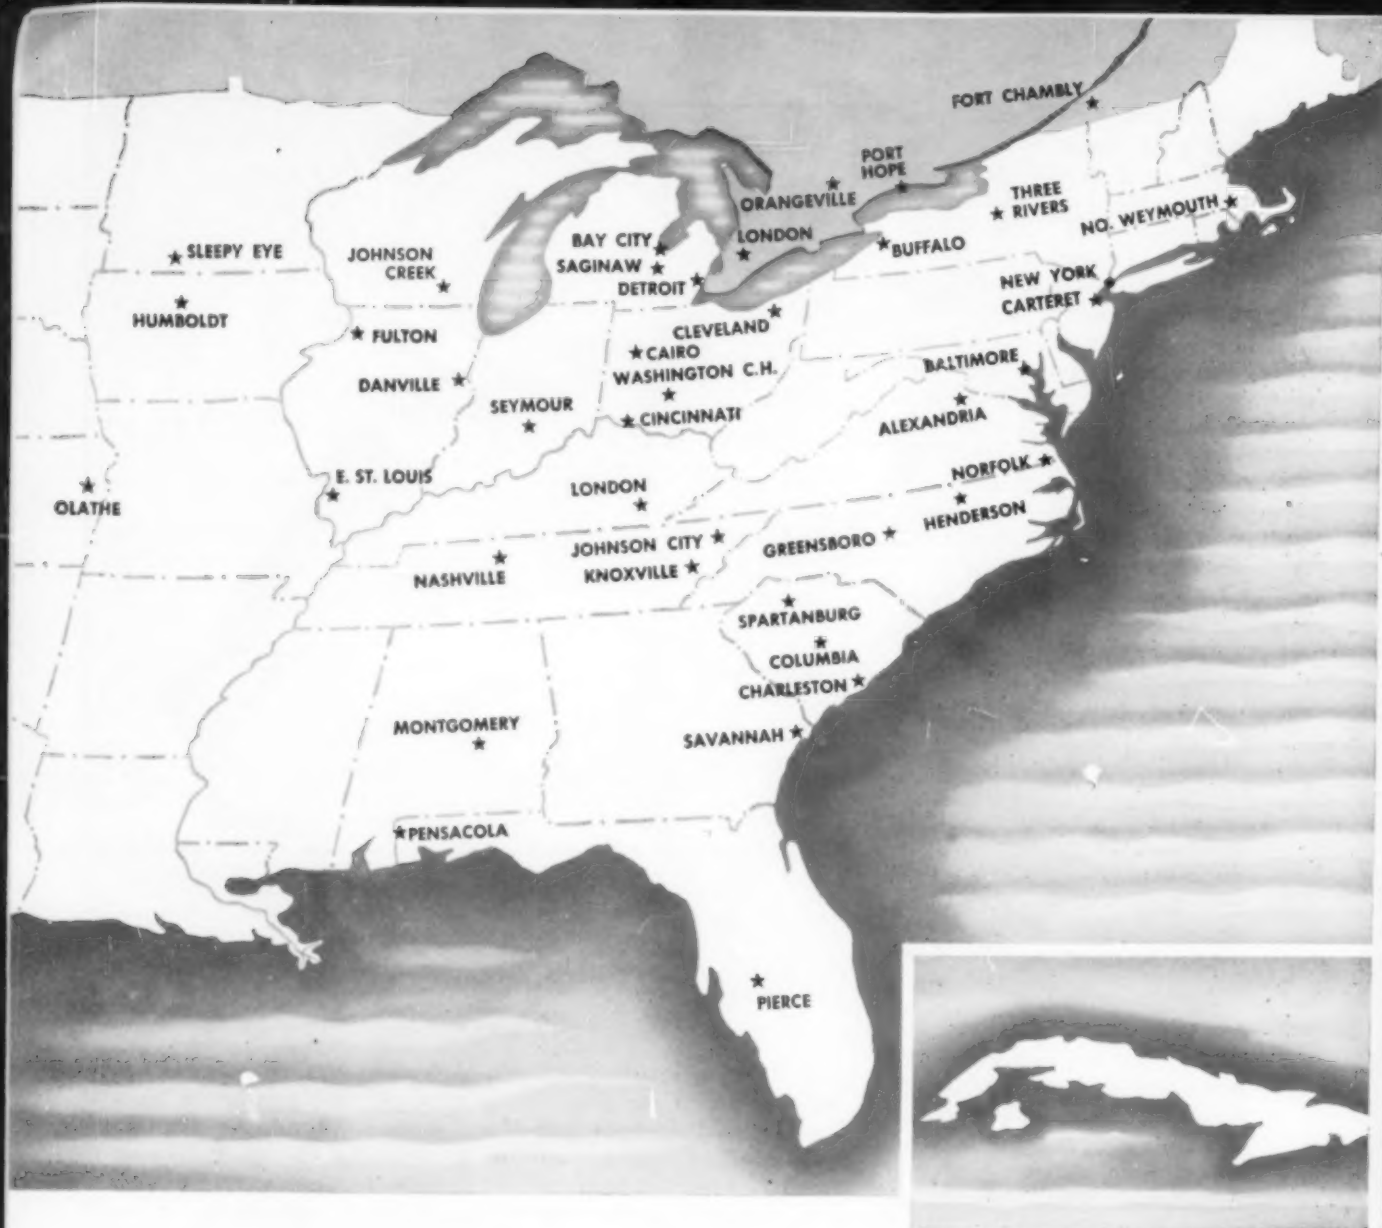 FORT CHAMBLY
PORT
HOPE
ORANGEVILLE
THREE
RIVERS
NO. WEYMOUTH
SLEEPY EYE
JOHNSON
CREEK
BAY CITY
LONDON
BUFFALO
SAGINAW
DETROIT
NEW YORK
CARTERET
HUMBOLDT
FULTON
CLEVELAND
CAIRO
WASHINGTON C.H.
BALTIMORE
DANVILLE
SEYMOUR
CINCINNATI
ALEXANDRIA
E. ST. LOUIS
LONDON
NORFOLK
OLATHE
HENDERSON
JOHNSON CITY
GREENSBORO
NASHVILLE
KNOXVILLE
SPARTANBURG
COLUMBIA
CHARLESTON
MONTGOMERY
SAVANNAH
PENSACOLA
PIERCE